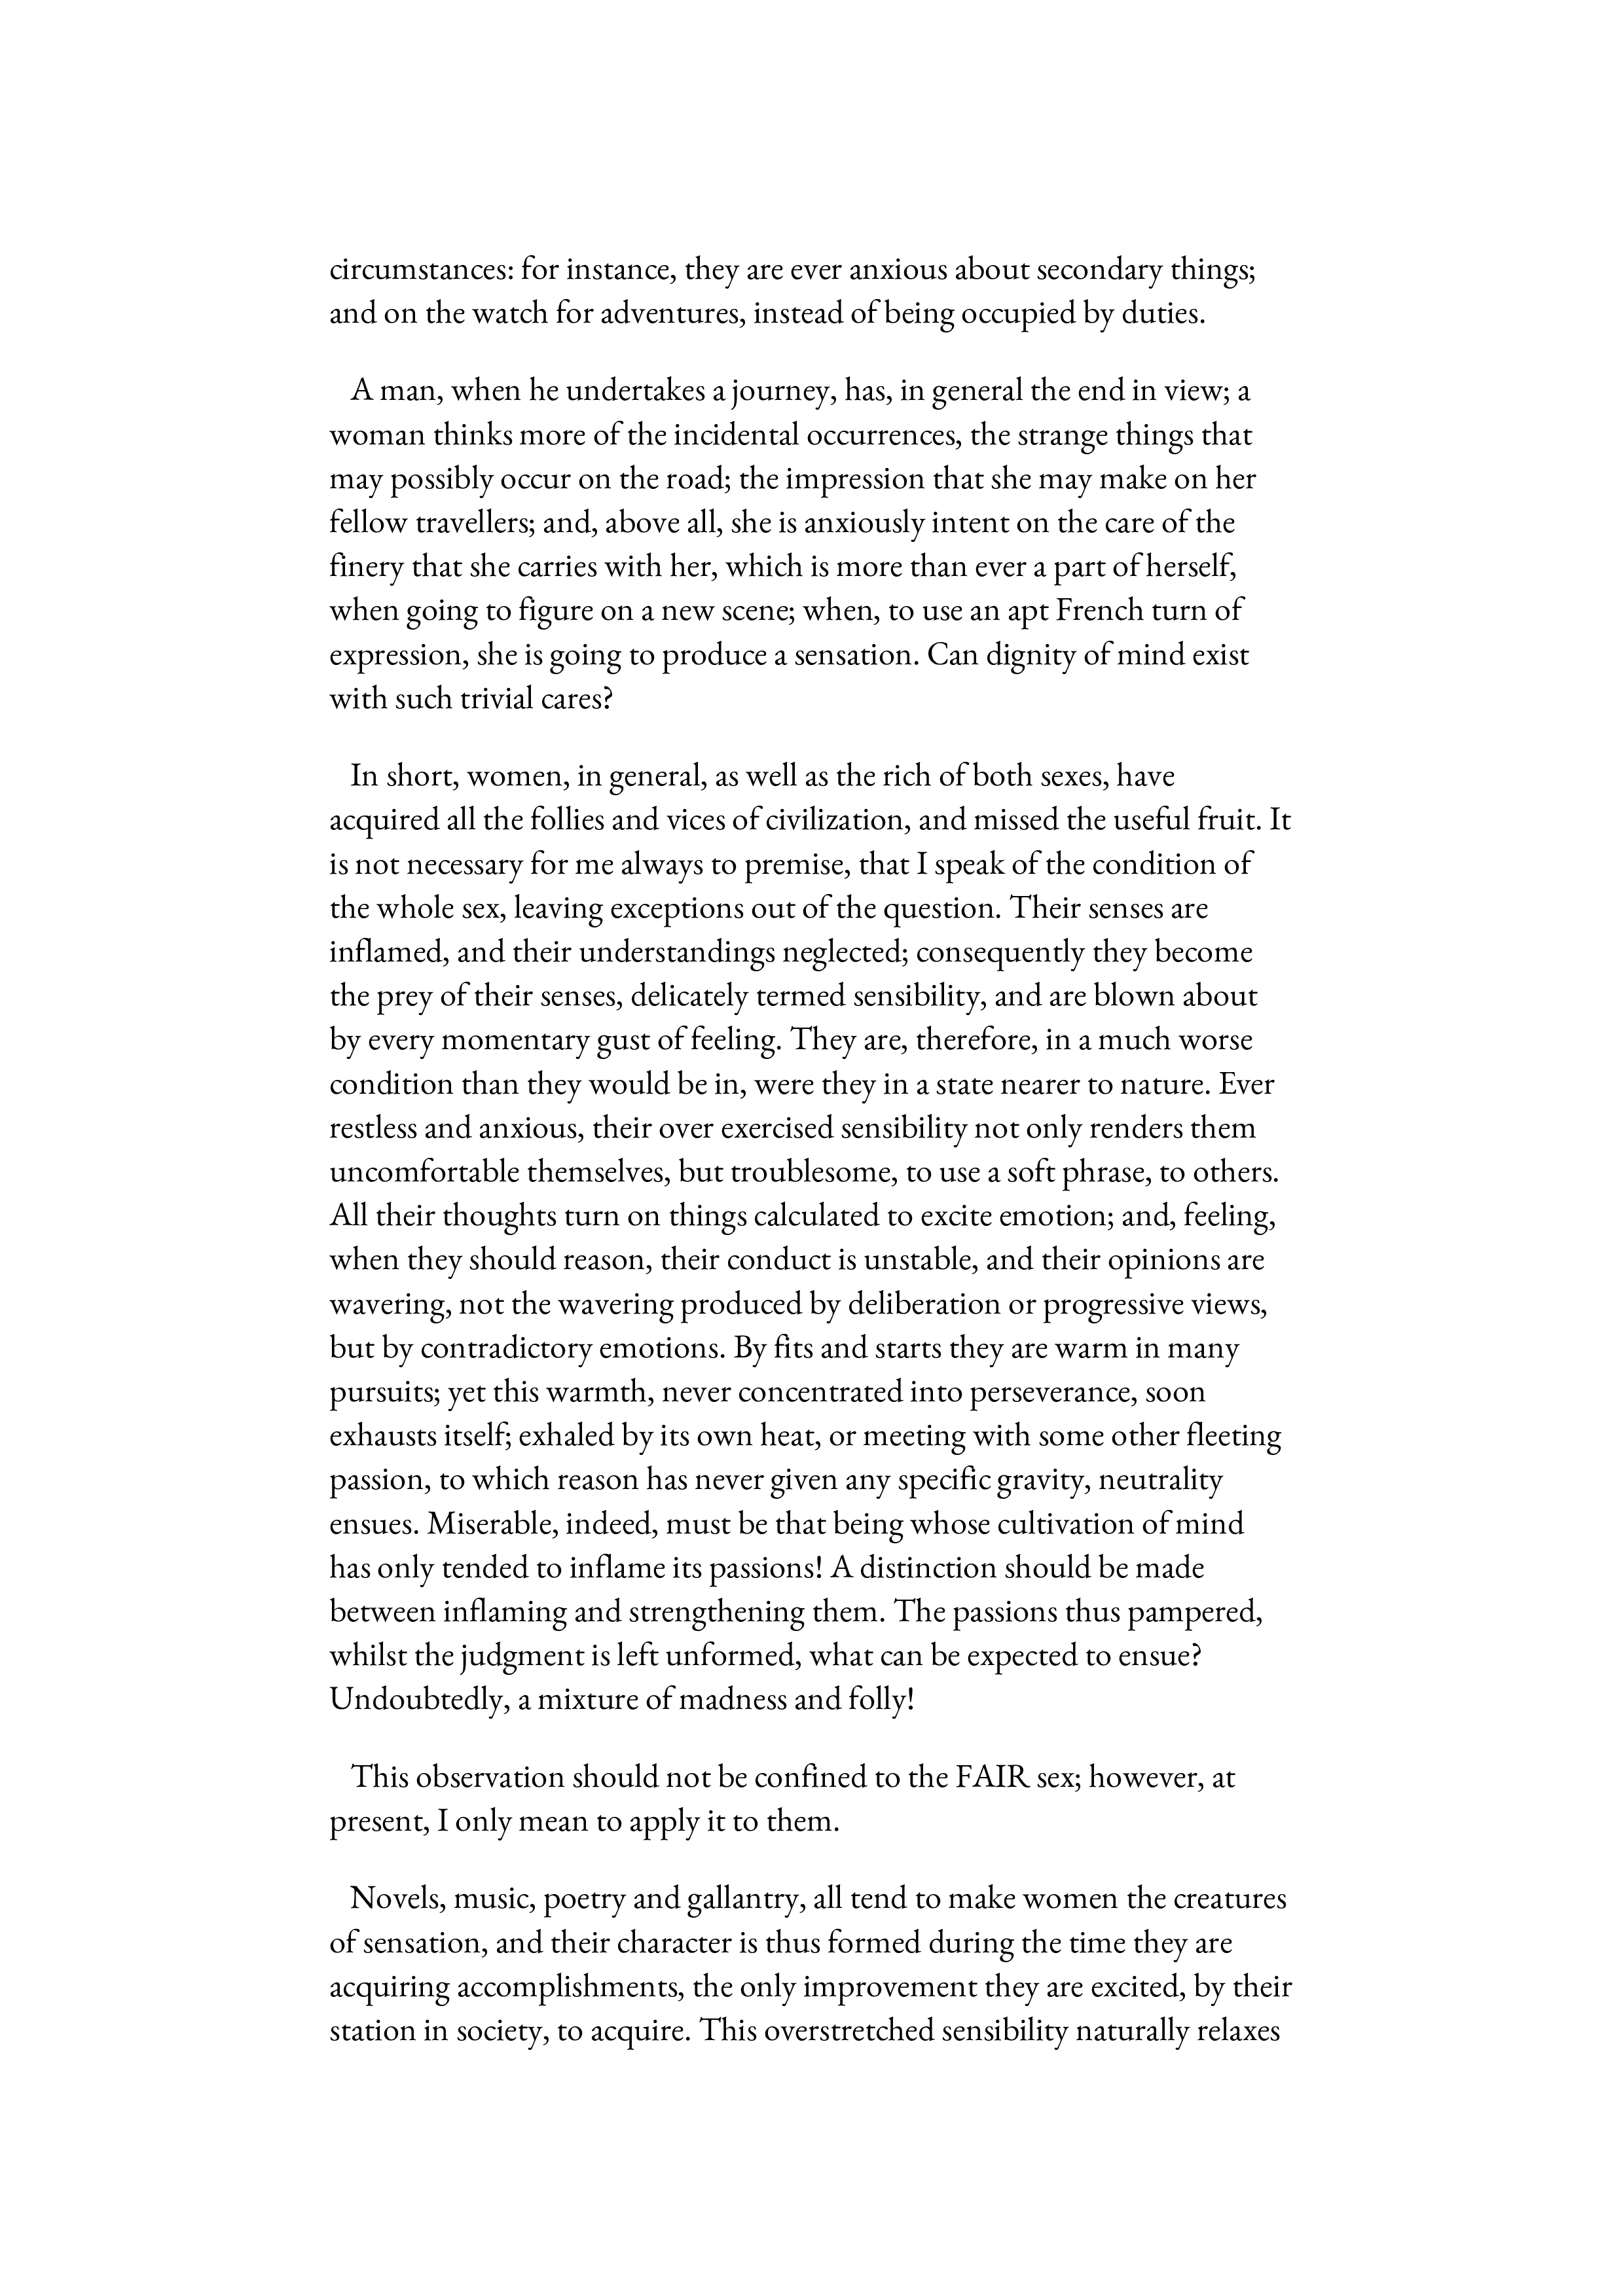 circumstances: for instance, they are ever anxious about secondary things;
and on the watch for adventures, instead of being occupied by duties.
A man, when he undertakes a journey, has, in general the end in view; a
woman thinks more of the incidental occurrences, the strange things that
may possibly occur on the road; the impression that she may make on her
fellow travellers; and, above all, she is anxiously intent on the care of the
finery that she carries with her, which is more than ever a part of herself,
when going to figure on a new scene; when, to use an apt French turn of
expression, she is going to produce a sensation. Can dignity of mind exist
with such trivial cares?
In short, women, in general, as well as the rich of both sexes, have
acquired all the follies and vices of civilization, and missed the useful fruit. It
is not necessary for me always to premise, that I speak of the condition of
the whole sex, leaving exceptions out of the question. Their senses are
inflamed, and their understandings neglected; consequently they become
the prey of their senses, delicately termed sensibility, and are blown about
by every momentary gust of feeling. They are, therefore, in a much worse
condition than they would be in, were they in a state nearer to nature. Ever
restless and anxious, their over exercised sensibility not only renders them
uncomfortable themselves, but troublesome, to use a soft phrase, to others.
All their thoughts turn on things calculated to excite emotion; and, feeling,
when they should reason, their conduct is unstable, and their opinions are
wavering, not the wavering produced by deliberation or progressive views,
but by contradictory emotions. By fits and starts they are warm in many
pursuits; yet this warmth, never concentrated into perseverance, soon
exhausts itself; exhaled by its own heat, or meeting with some other fleeting
passion, to which reason has never given any specific gravity, neutrality
ensues. Miserable, indeed, must be that being whose cultivation of mind
has only tended to inflame its passions! A distinction should be made
between inflaming and strengthening them. The passions thus pampered,
whilst the judgment is left unformed, what can be expected to ensue?
Undoubtedly, a mixture of madness and folly!
This observation should not be confined to the FAIR sex; however, at
present, I only mean to apply it to them.
Novels, music, poetry and gallantry, all tend to make women the creatures
of sensation, and their character is thus formed during the time they are
acquiring accomplishments, the only improvement they are excited, by their
station in society, to acquire. This overstretched sensibility naturally relaxes